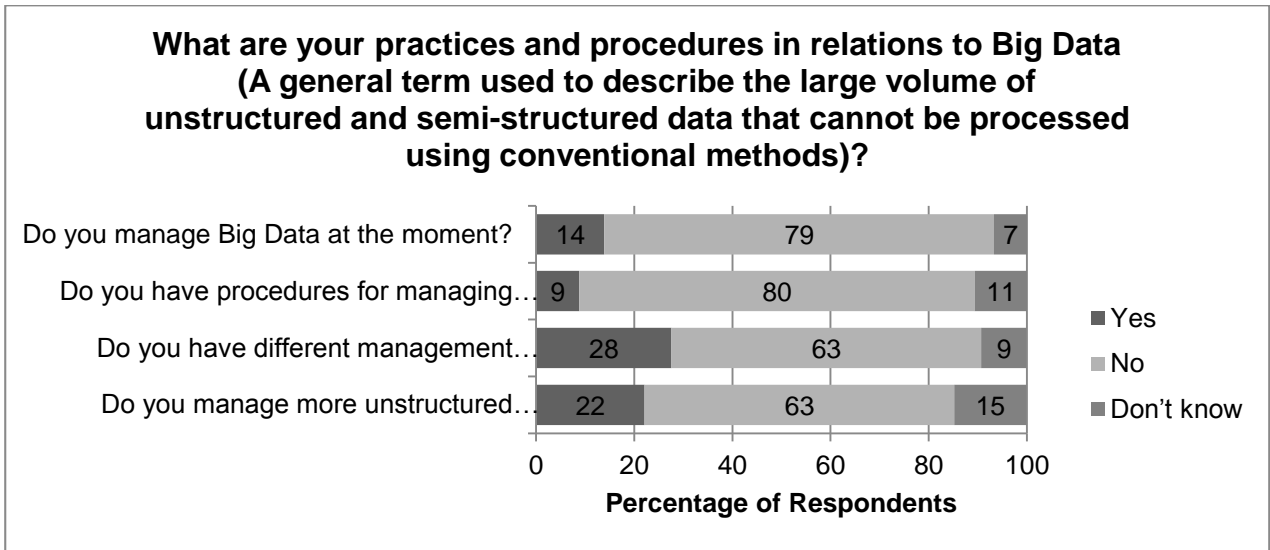 What are your practices and procedures in relations to Big Data
(A general term used to describe the large volume of
unstructured and semi-structured data that cannot be processed
using conventional methods)?
Do you manage Big Data at the moment?
14 79 7
Do you have procedures for managing…
9 80 11
Do you have different management…
28 63 9
Do you manage more unstructured…
22 63 15
Yes
No
Don’t know
0 20 40 60 80 100
Percentage of Respondents